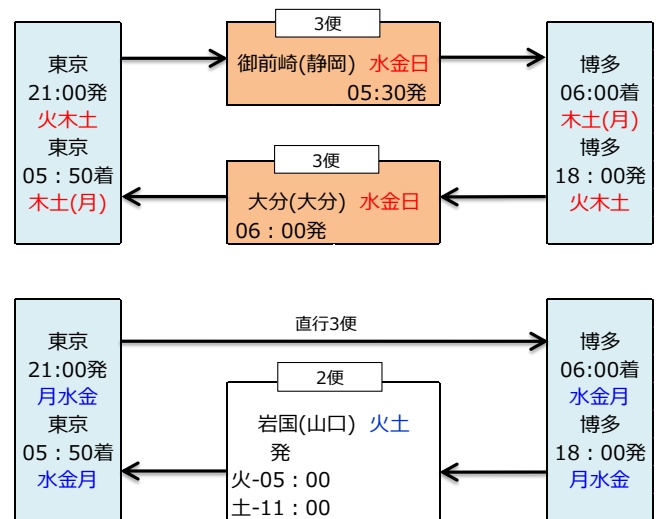 3便
東京
21:00発
火木土
東京
05：50着
木土(月)
御前崎(静岡) 水金日
05:30発
3便
大分(大分) 水金日
06：00発
博多
06:00着
木土(月)
博多
18：00発
火木土
直行3便
東京
21:00発
月水金
東京
05：50着
水金月
2便
岩国(山口) 火土
発
火-05：00
土-11：00
博多
06:00着
水金月
博多
18：00発
月水金